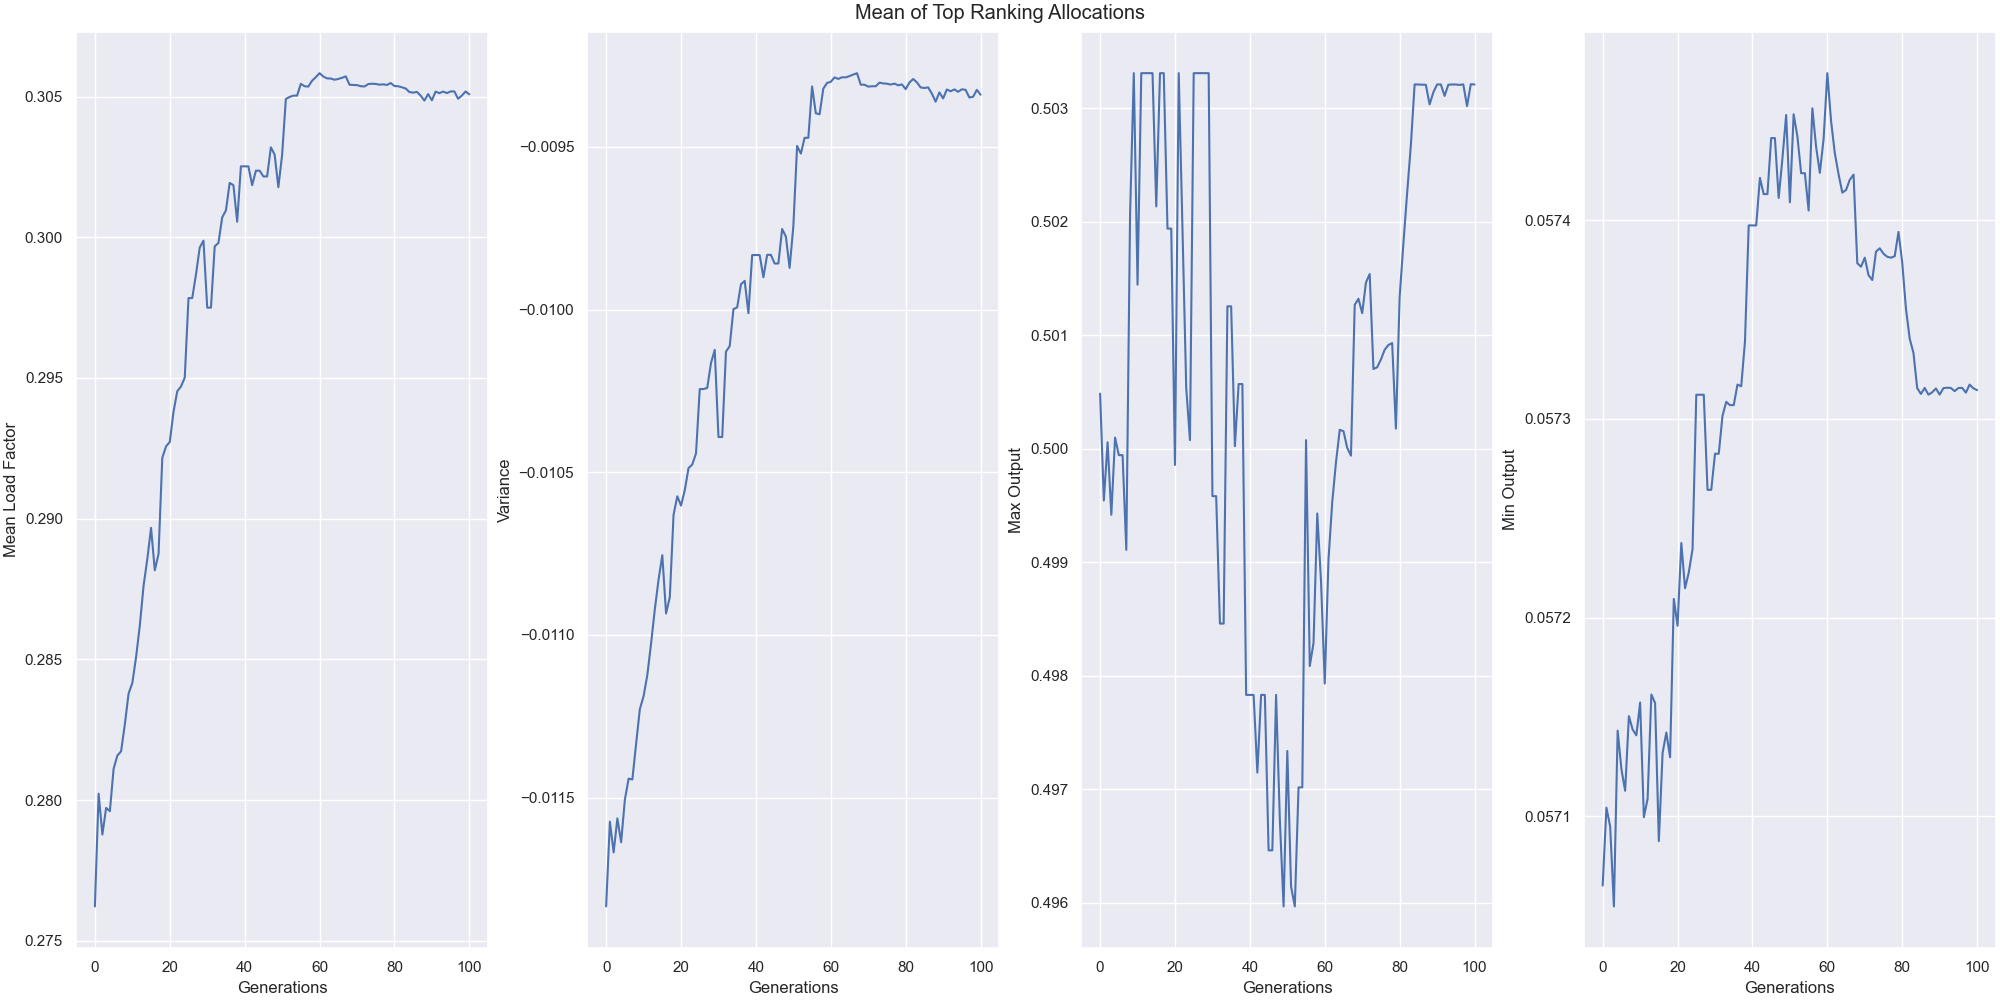 Mean of Top Ranking Allocations
Mean Load Factor
0.305
0.300
0.295
0.290
0.285
0.280
0.275
0 20 40 60 80 100
Generations
Variance
−0.0095
−0.0100
−0.0105
−0.0110
−0.0115
0 20 40 60 80 100
Generations
Max Output
0.503
0.502
0.501
0.500
0.499
0.498
0.497
0.496
0 20 40 60 80 100
Generations
Min Output
0.0574
0.0573
0.0572
0.0571
0 20 40 60 80 100
Generations